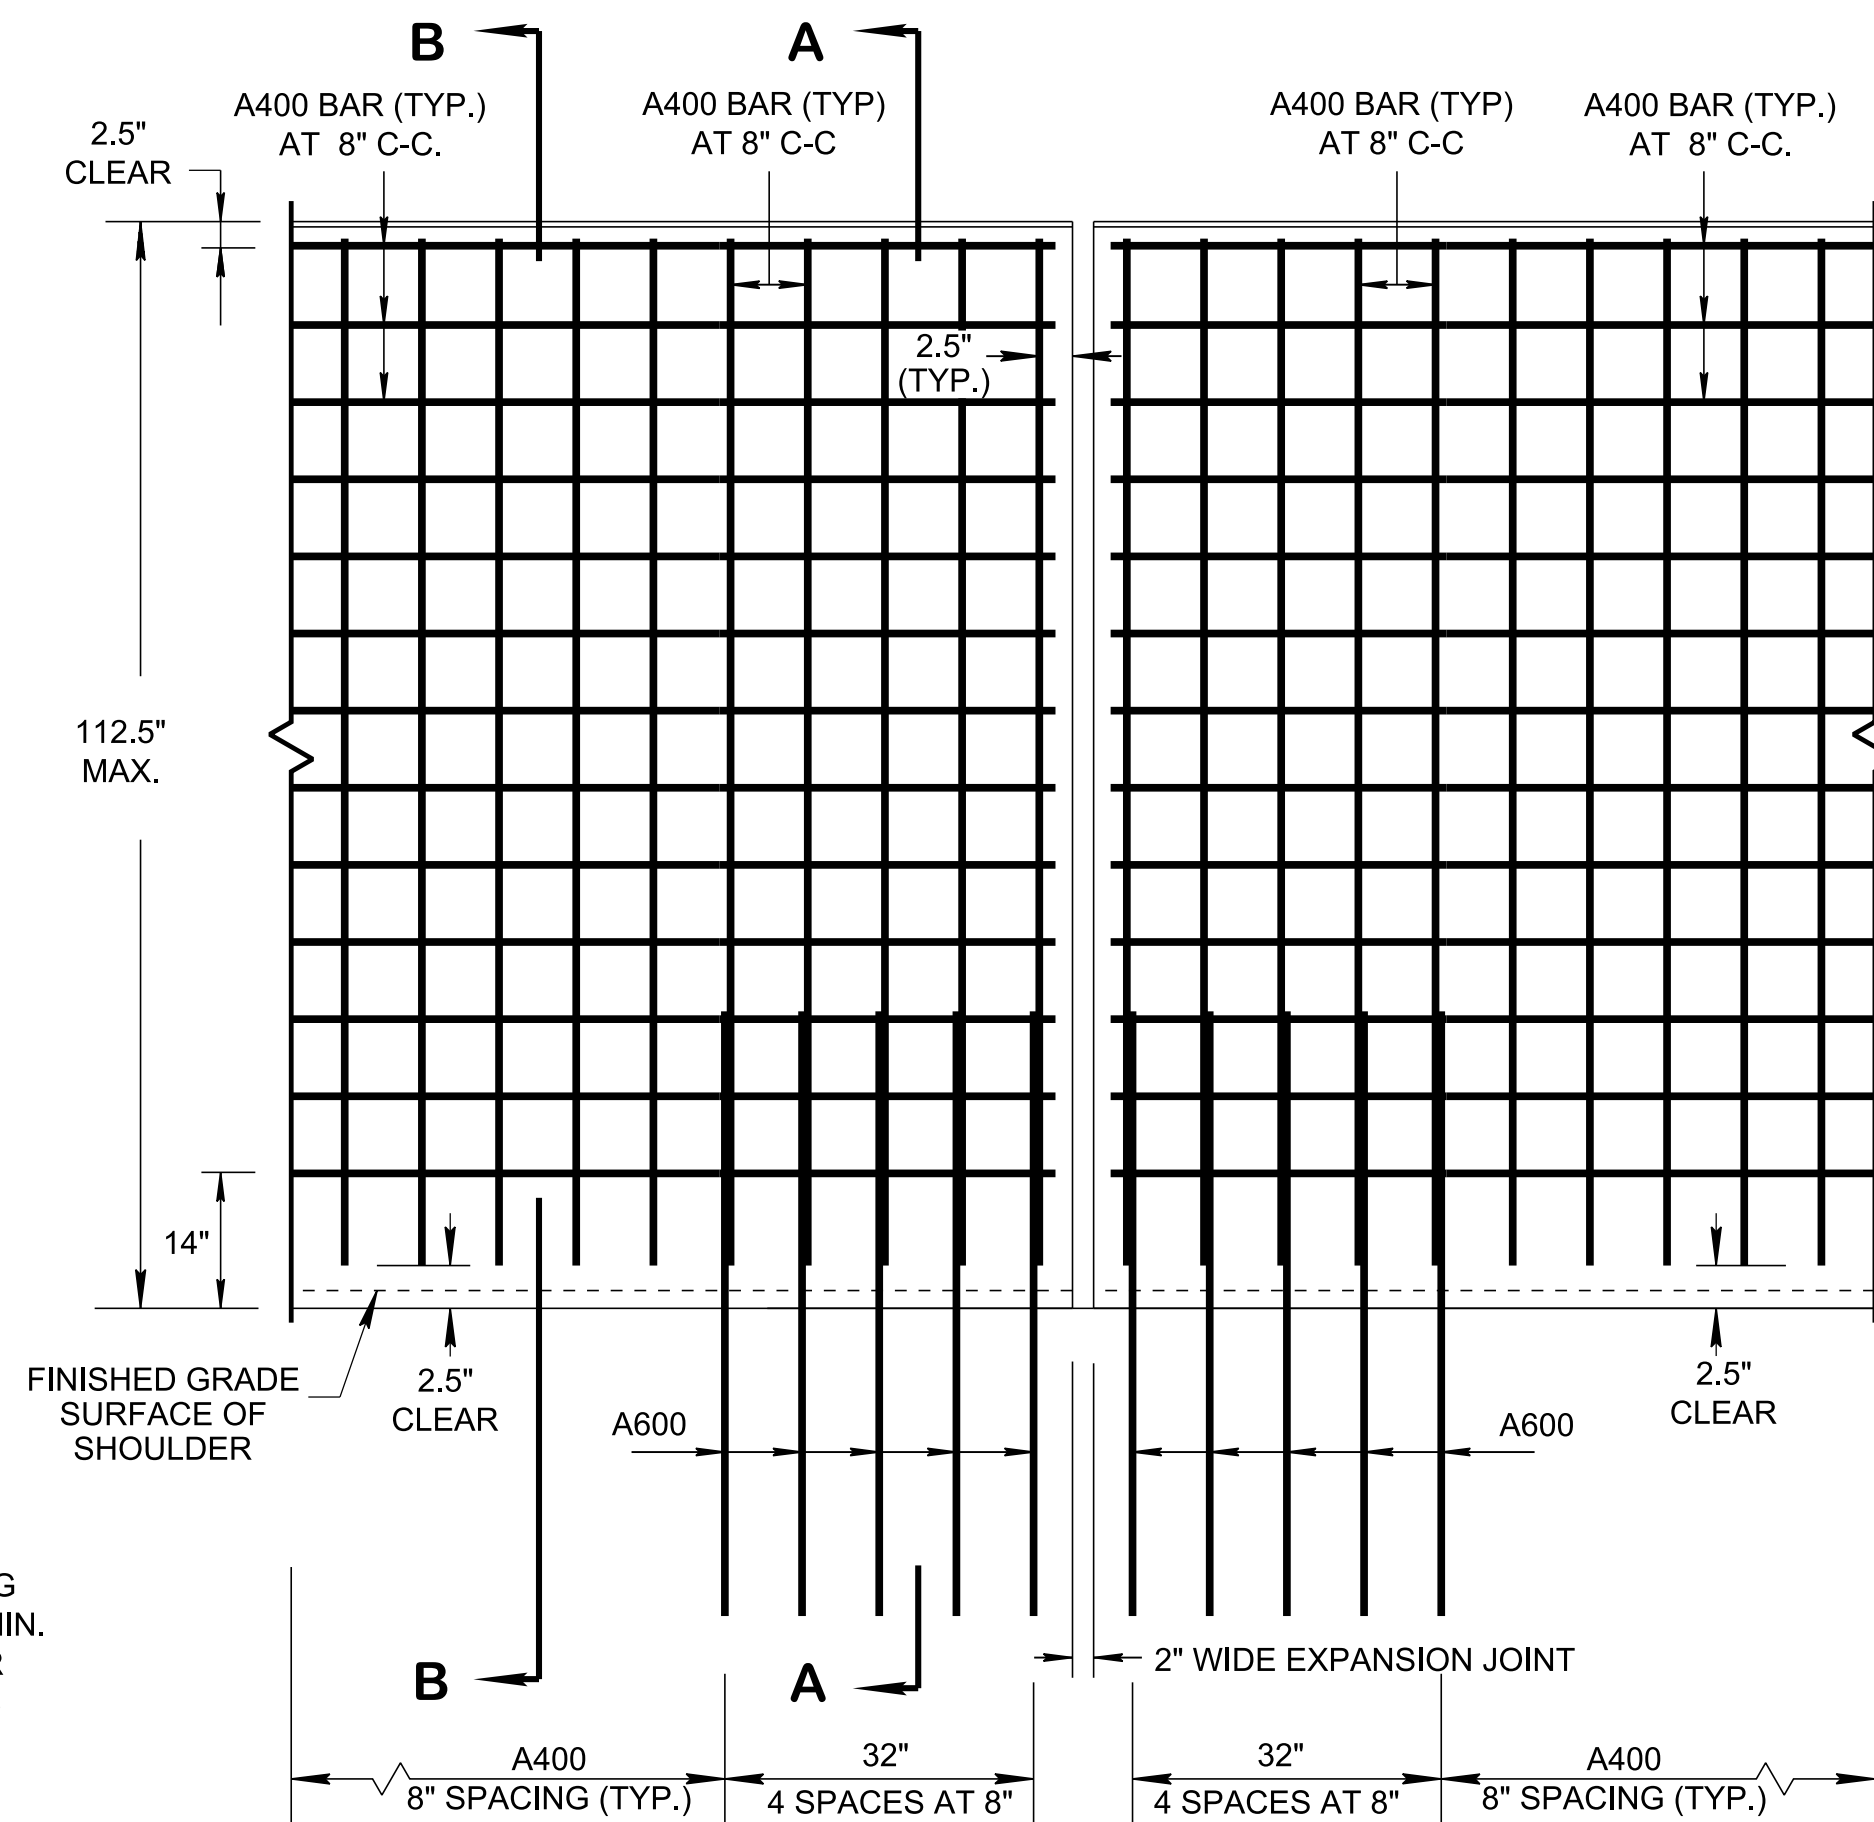 B
A
A400 BAR (TYP.)
AT 8" C-C.
A400 BAR (TYP)
AT 8" C-C
A400 BAR (TYP)
AT 8" C-C
A400 BAR (TYP.)
AT 8" C-C.
2.5"
CLEAR
2.5"
(TYP.)
112.5"
MAX.
14"
FINISHED GRADE
SURFACE OF
SHOULDER
2.5"
CLEAR
A600
A600
2.5"
CLEAR
G
IN.
R
B
A
2" WIDE EXPANSION JOINT
A400
8" SPACING (TYP.)
32"
4 SPACES AT 8"
32"
4 SPACES AT 8"
A400
8" SPACING (TYP.)